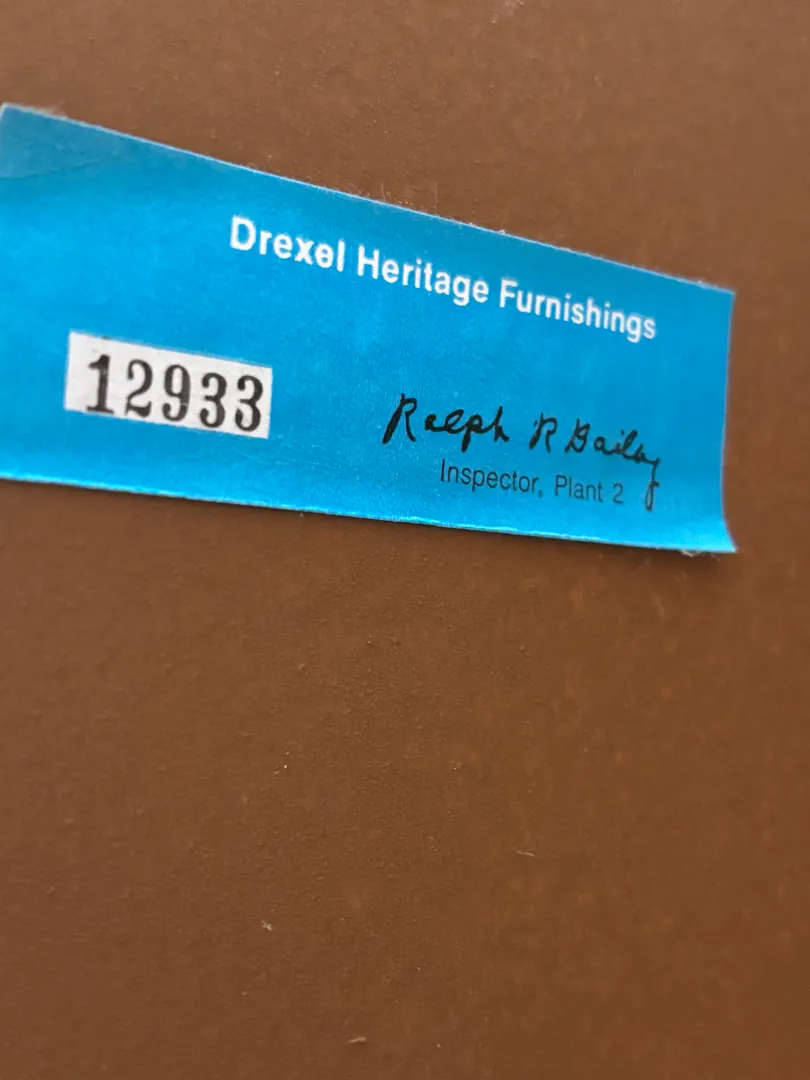 Drexel Heritage Furnishings
12933
Ralph R Bailey
Inspector, Plant 2